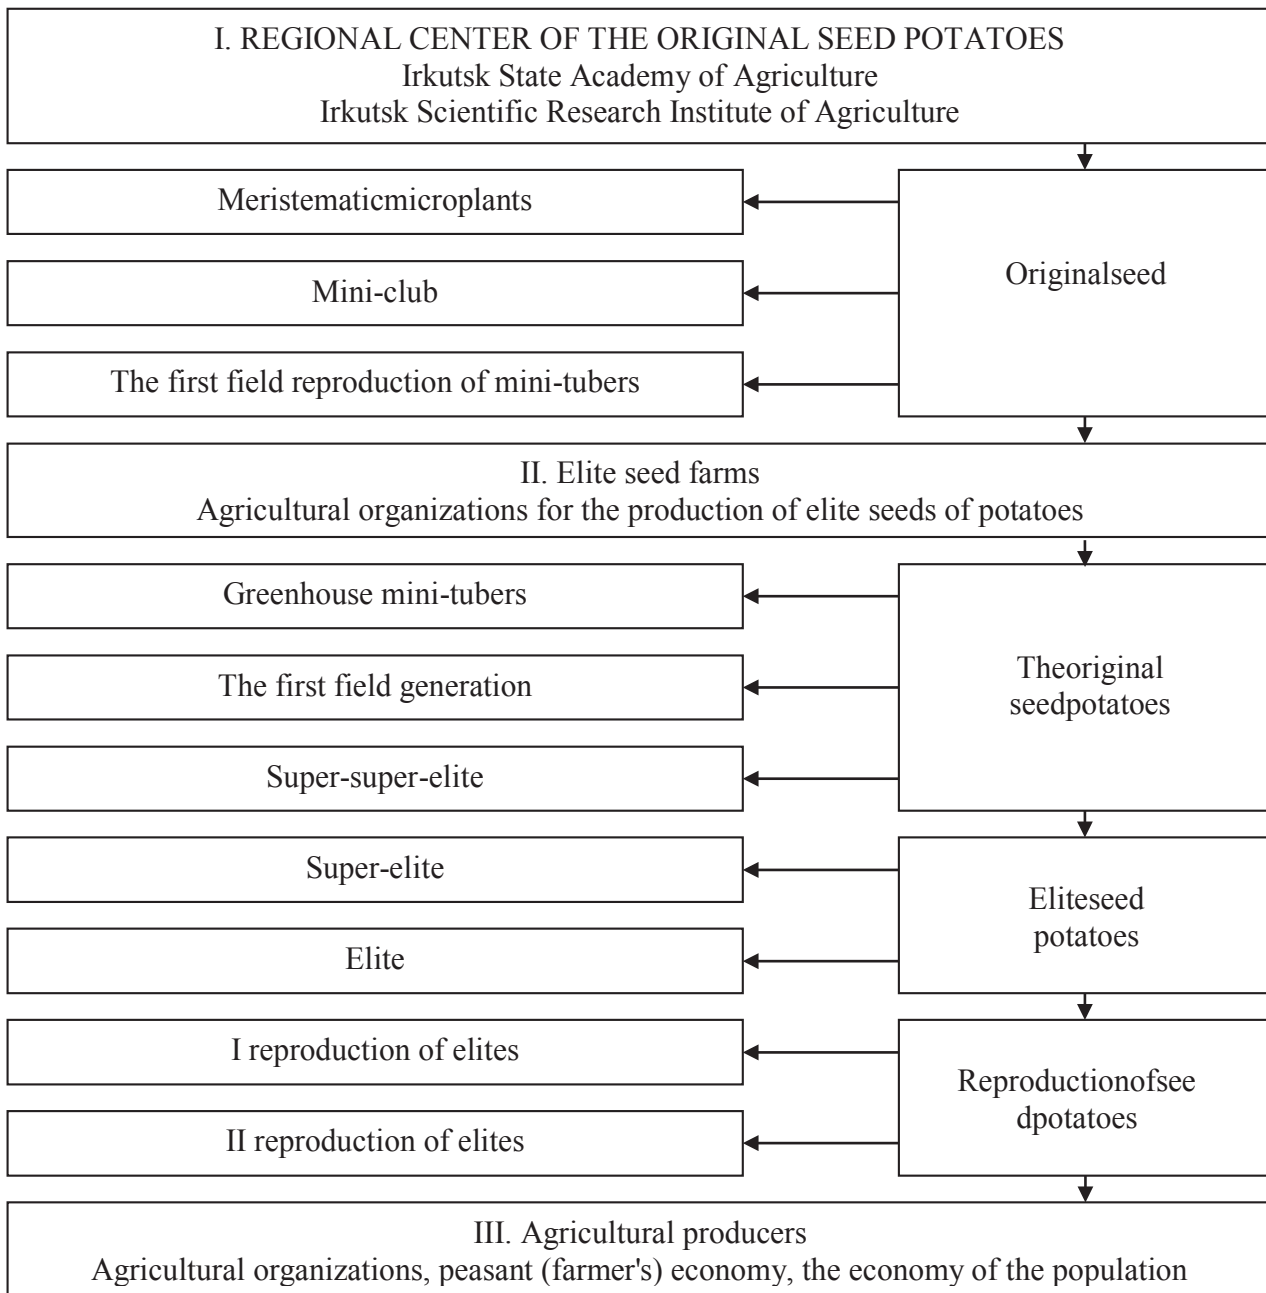 I. REGIONAL CENTER OF THE ORIGINAL SEED POTATOES
Irkutsk State Academy of Agriculture
Irkutsk Scientific Research Institute of Agriculture
Meristematicmicroplants
Originalseed
Mini-club
The first field reproduction of mini-tubers
II. Elite seed farms
Agricultural organizations for the production of elite seeds of potatoes
Greenhouse mini-tubers
Theoriginal
seedpotatoes
The first field generation
Super-super-elite
Super-elite
Eliteseed
potatoes
Elite
I reproduction of elites
Reproductionofsee
dpotatoes
II reproduction of elites
III. Agricultural producers
Agricultural organizations, peasant (farmer's) economy, the economy of the population